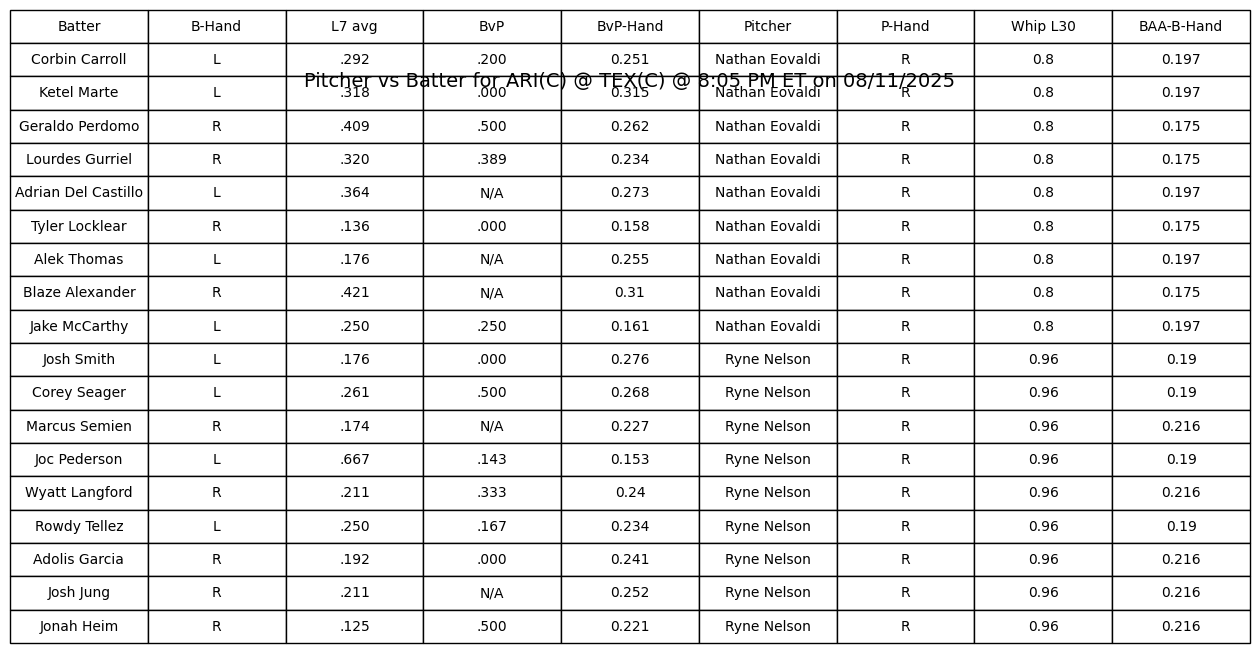 Batter B-Hand L7 avg BvP BvP-Hand Pitcher P-Hand Whip L30 BAA-B-Hand
Corbin Carroll L .292 .200 0.251 Nathan Eovaldi R 0.8 0.197
Pitcher vs Batter for ARI(C) @ TEX(C) @ 8:05 PM ET on 08/11/2025
Ketel Marte L .318 .000 0.315 Nathan Eovaldi R 0.8 0.197
Geraldo Perdomo R .409 .500 0.262 Nathan Eovaldi R 0.8 0.175
Lourdes Gurriel R .320 .389 0.234 Nathan Eovaldi R 0.8 0.175
Adrian Del Castillo L .364 N/A 0.273 Nathan Eovaldi R 0.8 0.197
Tyler Locklear R .136 .000 0.158 Nathan Eovaldi R 0.8 0.175
Alek Thomas L .176 N/A 0.255 Nathan Eovaldi R 0.8 0.197
Blaze Alexander R .421 N/A 0.31 Nathan Eovaldi R 0.8 0.175
Jake McCarthy L .250 .250 0.161 Nathan Eovaldi R 0.8 0.197
Josh Smith L .176 .000 0.276 Ryne Nelson R 0.96 0.19
Corey Seager L .261 .500 0.268 Ryne Nelson R 0.96 0.19
Marcus Semien R .174 N/A 0.227 Ryne Nelson R 0.96 0.216
Joc Pederson L .667 .143 0.153 Ryne Nelson R 0.96 0.19
Wyatt Langford R .211 .333 0.24 Ryne Nelson R 0.96 0.216
Rowdy Tellez L .250 .167 0.234 Ryne Nelson R 0.96 0.19
Adolis Garcia R .192 .000 0.241 Ryne Nelson R 0.96 0.216
Josh Jung R .211 N/A 0.252 Ryne Nelson R 0.96 0.216
Jonah Heim R .125 .500 0.221 Ryne Nelson R 0.96 0.216